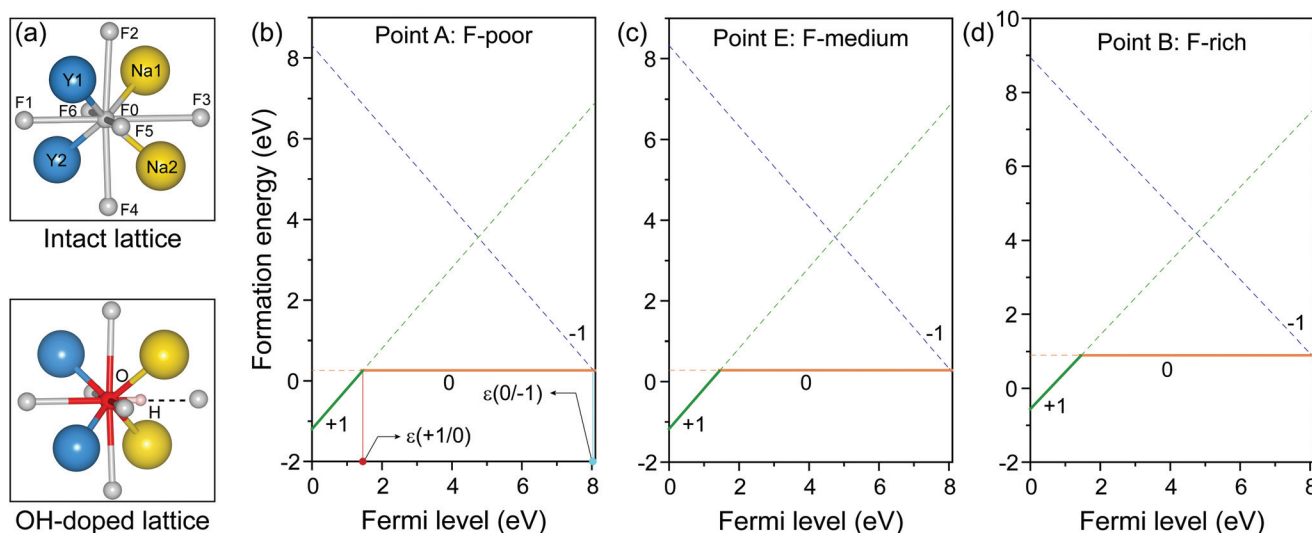 (a)
F2
Y1
Na1
F1
F3
F6
F0
F5
Y2
Na2
F4
Intact lattice
O
H
OH-doped lattice
(b)
Point A: F-poor
Formation energy (eV)
8
6
4
2
0
-2
-1
0
+1
ε(0/-1)
ε(+1/0)
0
2
4
6
8
Fermi level (eV)
(c)
Point E: F-medium
8
6
4
2
0
-2
-1
0
+1
0
2
4
6
8
Fermi level (eV)
(d)
Point B: F-rich
10
8
6
4
2
0
-2
-1
0
+1
0
2
4
6
8
Fermi level (eV)